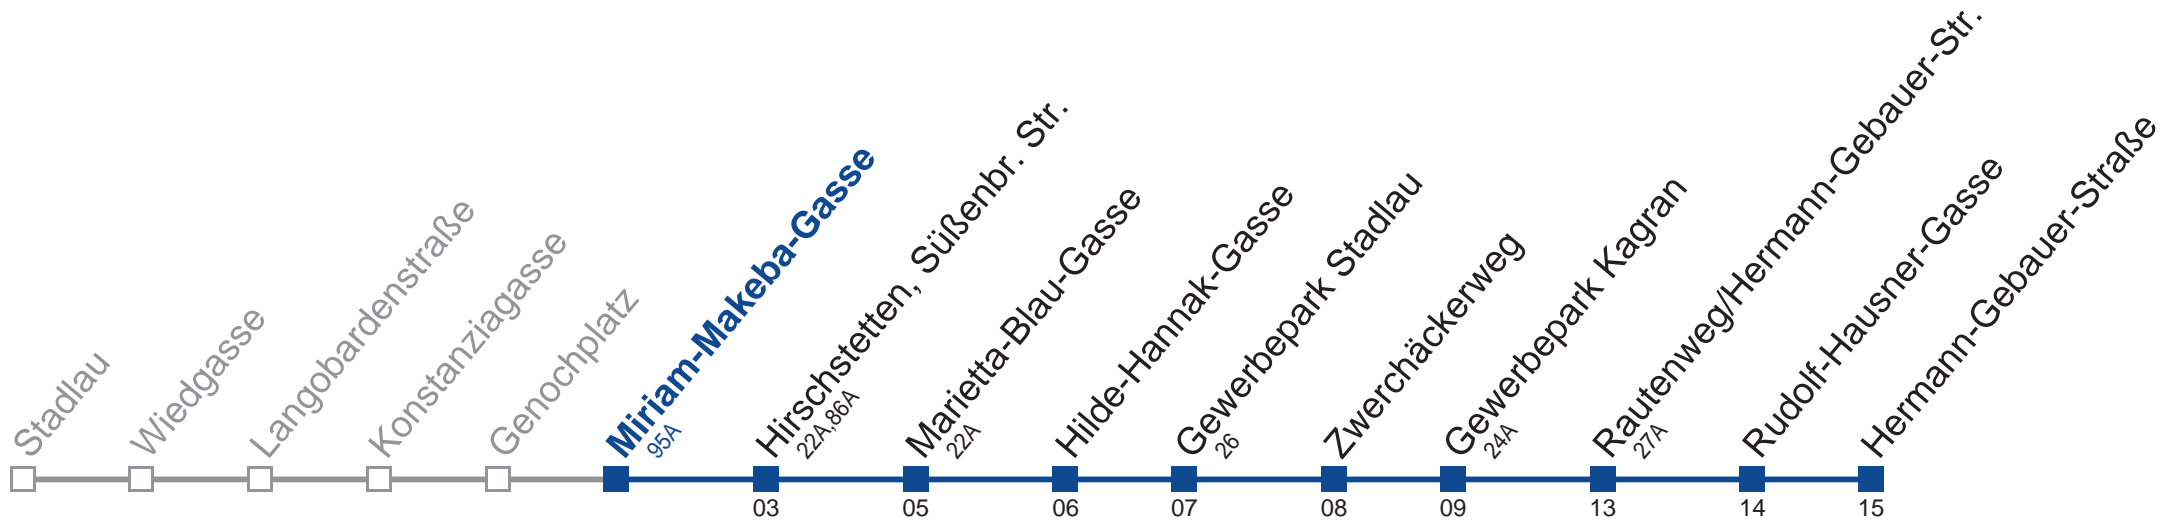 Stadlau
Wiedgasse
Langobardenstraße
Konstanziagasse
Genochplatz
Miriam-Makeba-Gasse
95A
Hirschstetten, Süßenbr. Str.
22A,86A
Marietta-Blau-Gasse
22A
Hilde-Hannak-Gasse
Gewerbepark Stadlau
26
Zwerchäckerweg
Gewerbepark Kagran
24A
Rautenweg/Hermann-Gebauer-Str.
27A
Rudolf-Hausner-Gasse
Hermann-Gebauer-Straße
03 05 06 07 08 09 13 14 15